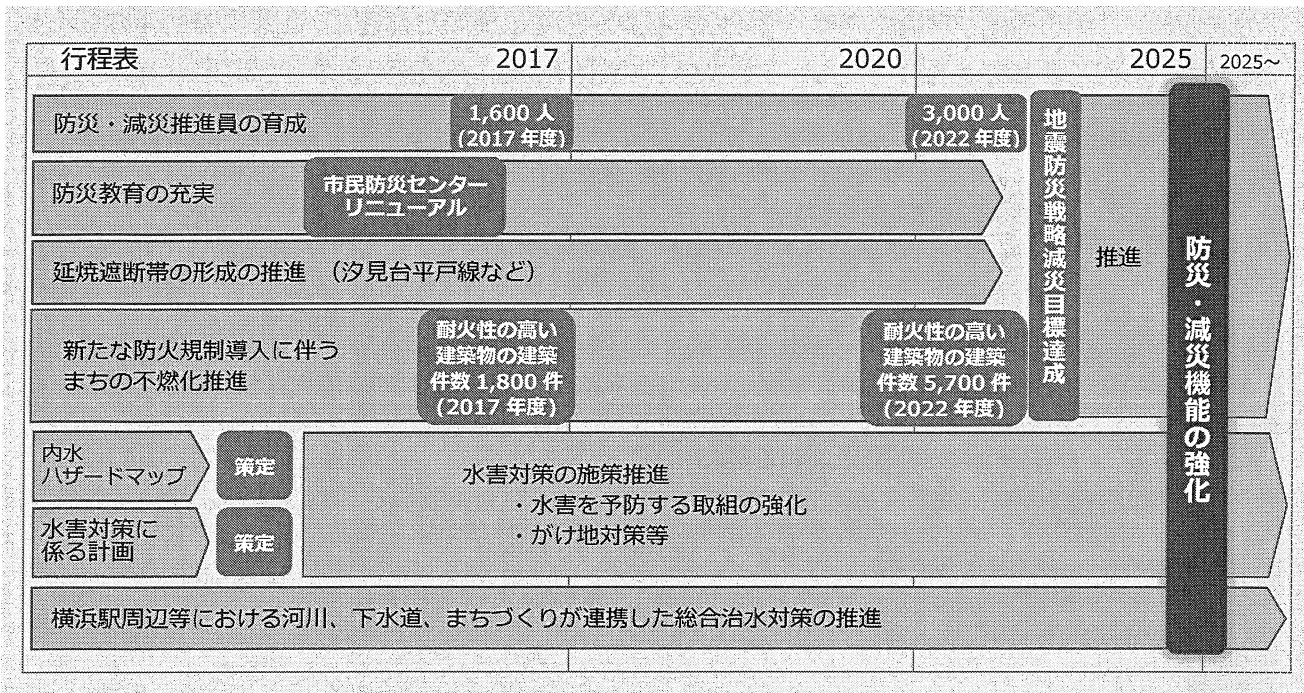 行程表 2017 2020 2025 2025～
防災・減災推進員の育成
1,600 人
(2017 年度)
3,000 人
(2022 年度)
防災教育の充実
市民防災センター
リニューアル
延焼遮断帯の形成の推進 （汐見台平戸線など）
新たな防火規制導入に伴う
まちの不燃化推進
耐火性の高い
建築物の建築
件数 1,800 件
(2017 年度)
耐火性の高い
建築物の建築
件数 5,700 件
(2022 年度)
地震防災戦略減災目標達成
推進
防災・減災機能の強化
内水
ハザードマップ
策定
水害対策に
係る計画
策定
水害対策の施策推進
・水害を予防する取組の強化
・がけ地対策等
横浜駅周辺等における河川、下水道、まちづくりが連携した総合治水対策の推進